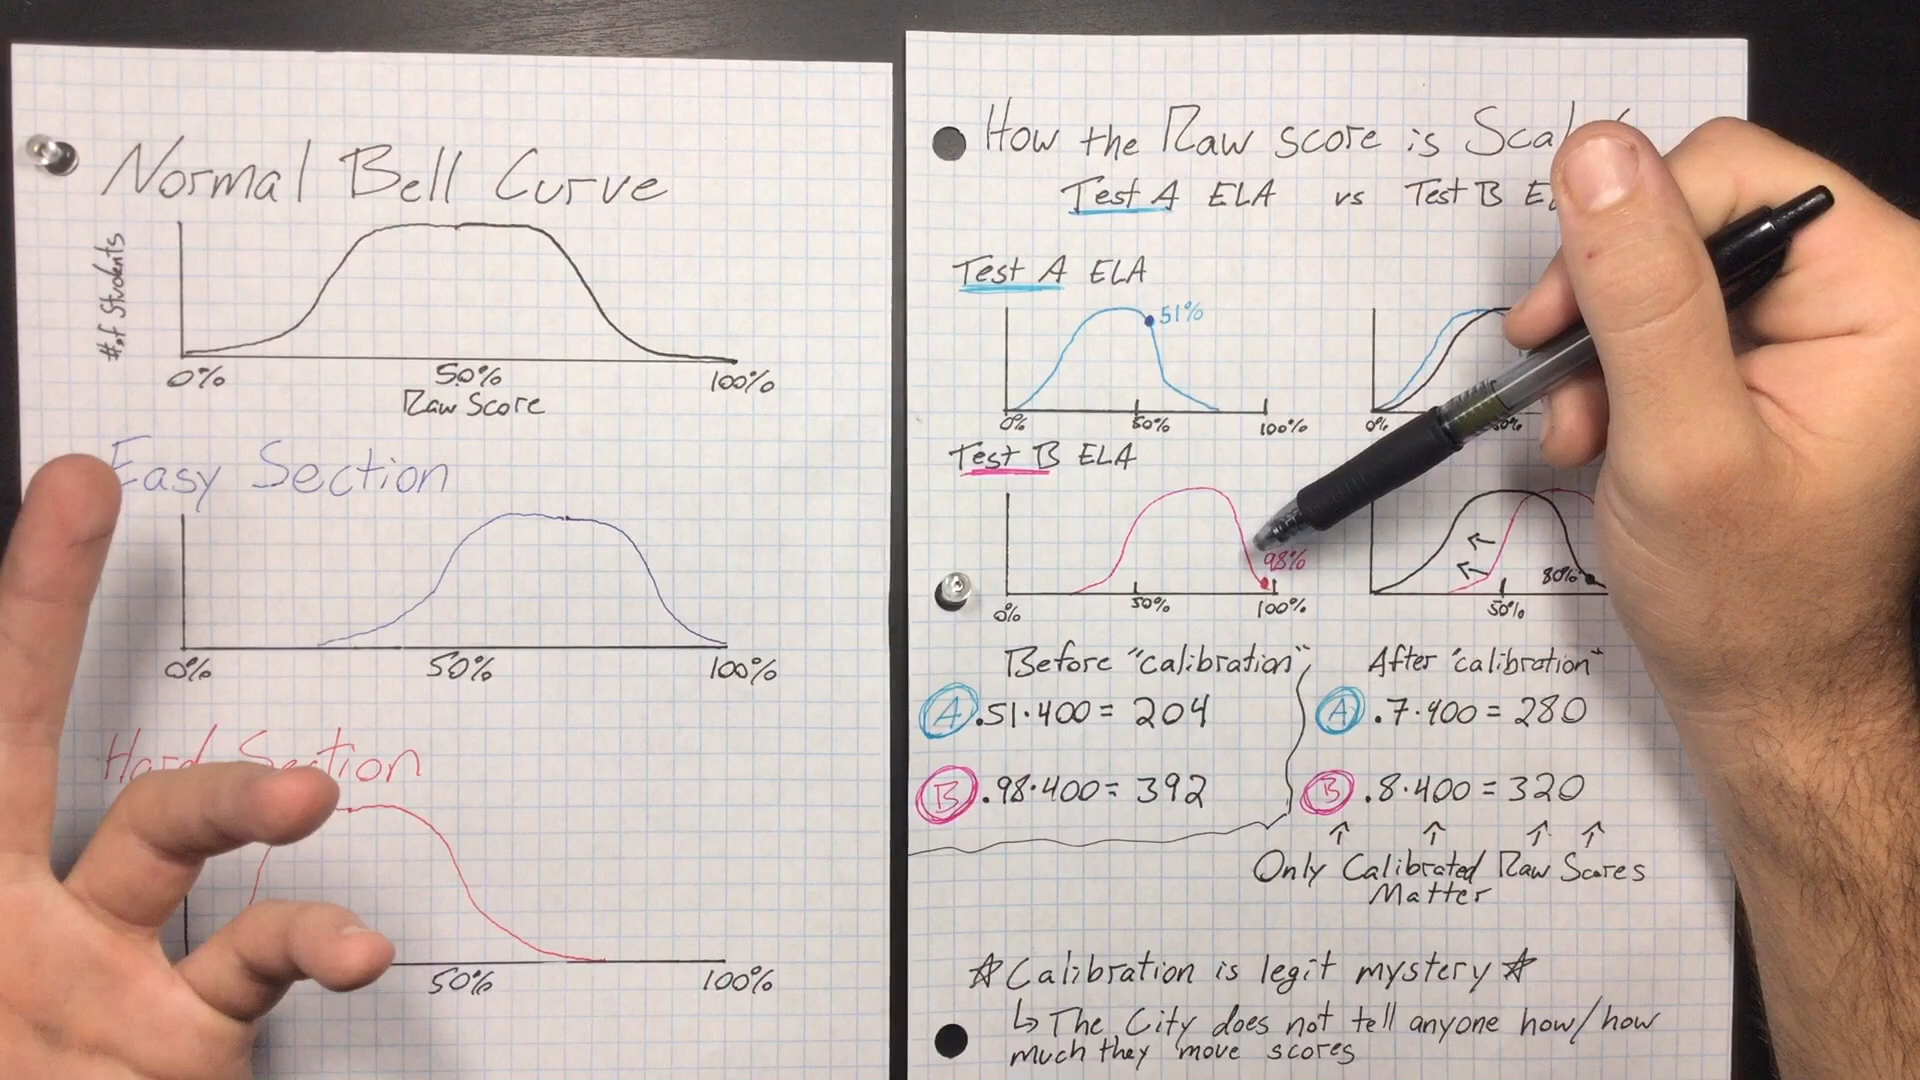 Normal Bell Curve
# of Students
0% 50% 100%
Raw Score
Easy Section
0% 50% 100%
Hard Section
50% 100%
How the Raw score is
Test A ELA vs Test B
Test A ELA
51%
0% 50% 100%
0% 50%
Test B ELA
98%
0% 50% 100%
80%
50%
Before "calibration"
A .51·400 = 204
B .98·400 = 392
After "calibration"
A .7·400 = 280
B .8·400 = 320
Only Calibrated Raw Scores
Matter
☆ Calibration is legit mystery ☆
↳ The City does not tell anyone how/how
much they move scores